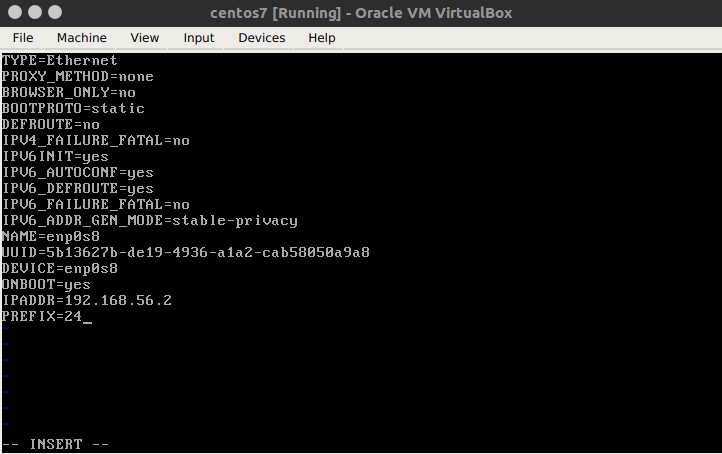 centos7 [Running] - Oracle VM VirtualBox
File Machine View Input Devices Help
TYPE=Ethernet
PROXY_METHOD=none
BROWSER_ONLY=no
BOOTPROTO=static
DEFROUTE=no
IPV4_FAILURE_FATAL=no
IPV6INIT=yes
IPV6_AUTOCONF=yes
IPV6_DEFROUTE=yes
IPV6_FAILURE_FATAL=no
IPV6_ADDR_GEN_MODE=stable-privacy
NAME=enp0s8
UUID=5b13627b-de19-4936-a1a2-cab58050a9a8
DEVICE=enp0s8
ONBOOT=yes
IPADDR=192.168.56.2
PREFIX=24_
~
~
~
~
~
~
~
-- INSERT --